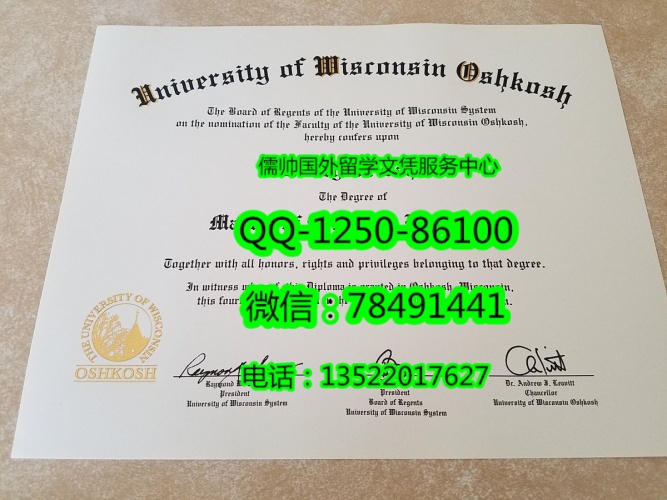 University of Wisconsin Oshkosh
The Board of Regents of the University of Wisconsin System
on the nomination of the Faculty of the University of Wisconsin Oshkosh,
hereby confers upon
儒帅国外留学文凭服务中心
The Degree of
QQ-1250-86100
Together with all honors, rights and privileges belonging to that degree.
In witness this Diploma is granted in Oshkosh, Wisconsin,
this
微信：78491441
THE UNIVERSITY OF WISCONSIN
OSHKOSH
电话：13522017627
Raymond Dr. Andrew J. Leavitt
President President Chancellor
University of Wisconsin System Board of Regents University of Wisconsin Oshkosh
University of Wisconsin System